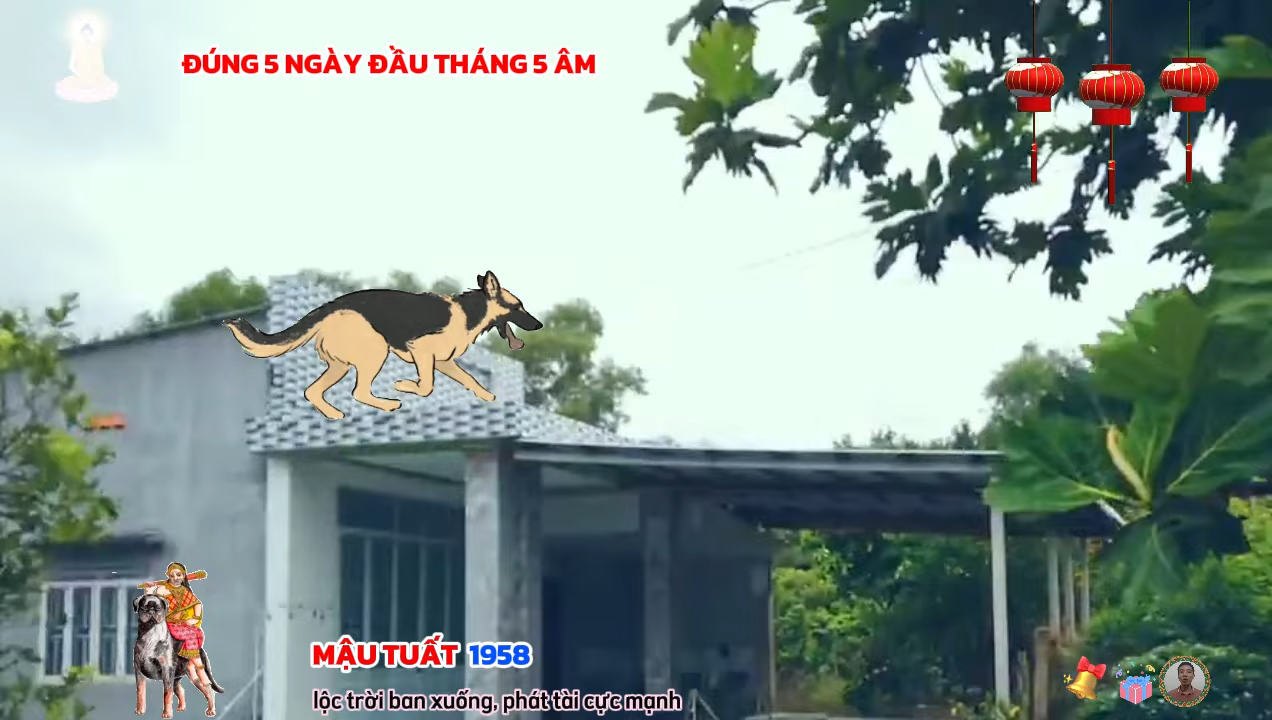 ĐÚNG 5 NGÀY ĐẦU THÁNG 5 ÂM
MẬU TUẤT 1958
lộc trời ban xuống, phát tài cực mạnh